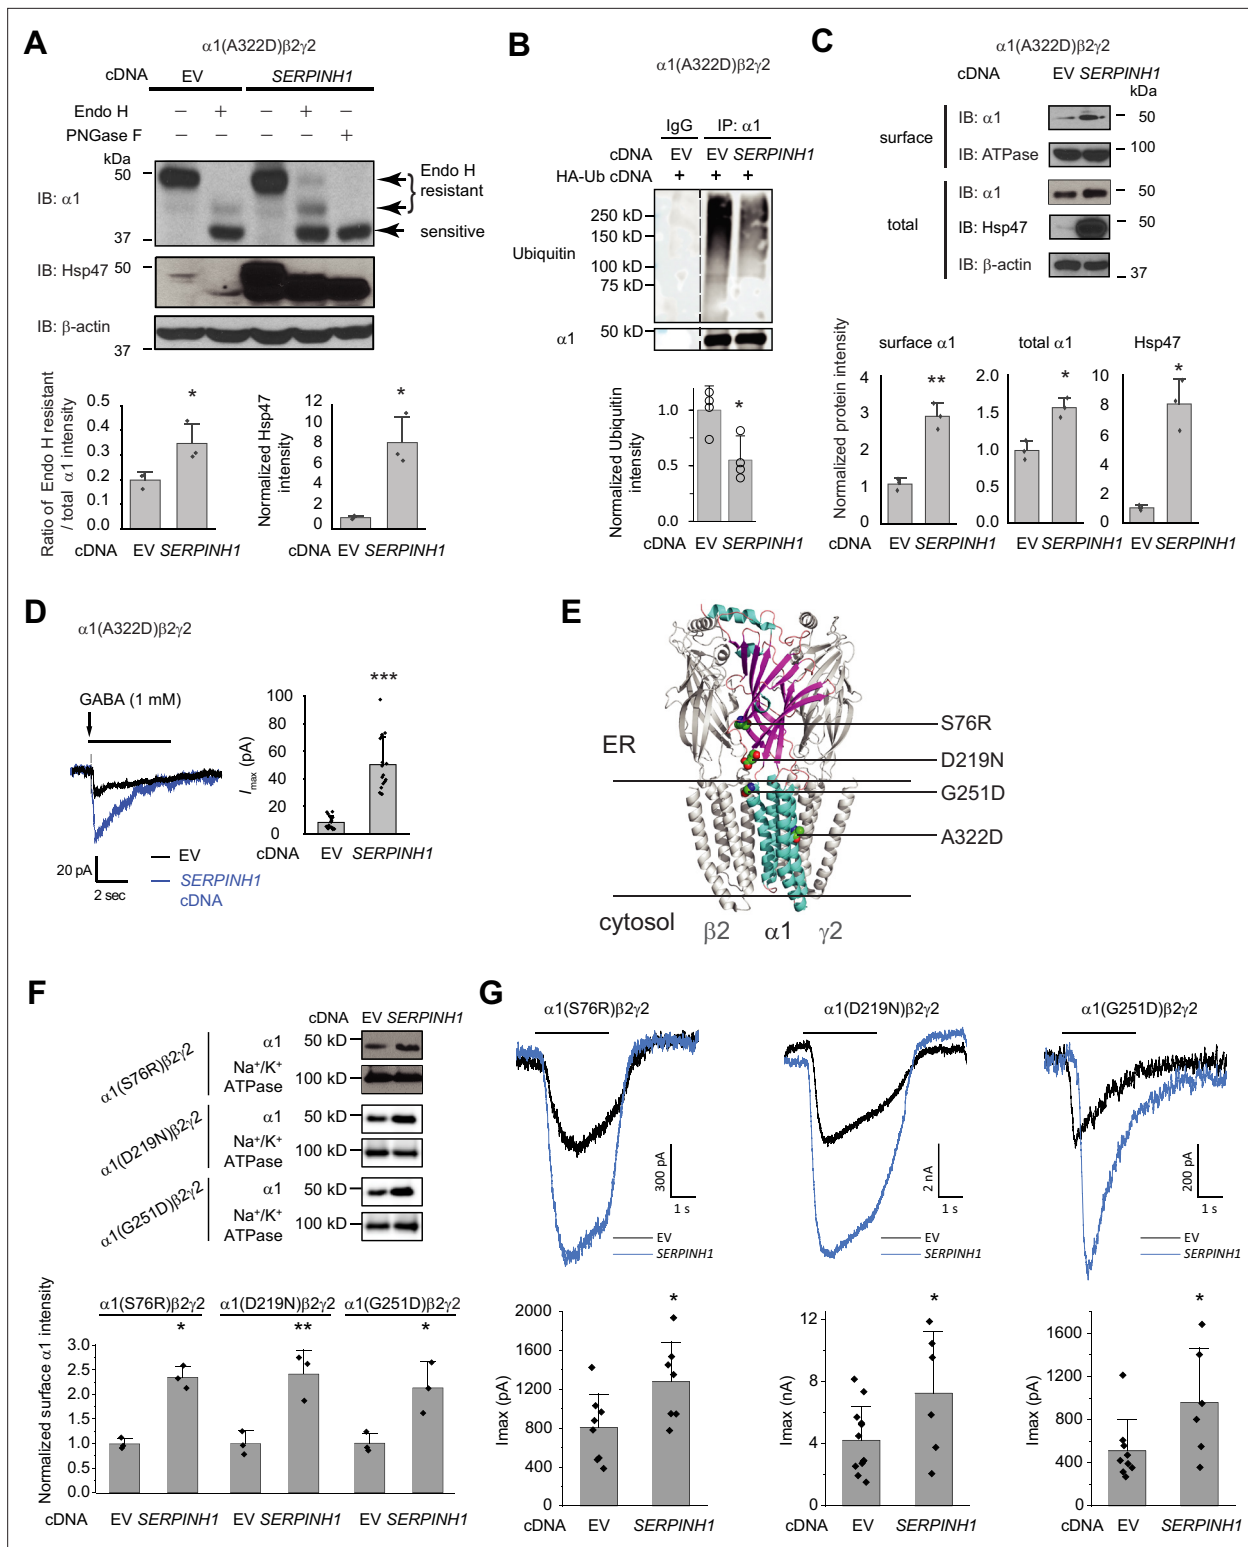 A
α1(A322D)β2γ2
cDNA EV SERPINH1
Endo H − + − + −
PNGase F − − − − +
kDa
50
Endo H
resistant
IB: α1
sensitive
37
IB: Hsp47 50
IB: β-actin
37
Ratio of Endo H resistant
/ total α1 intensity
0.5
0.4
0.3
0.2
0.1
0.0
*
cDNA EV SERPINH1
Normalized Hsp47
intensity
12
10
8
6
4
2
0
*
cDNA EV SERPINH1
B
α1(A322D)β2γ2
IgG IP: α1
cDNA EV EV SERPINH1
HA-Ub cDNA + + +
250 kD
150 kD
Ubiquitin
100 kD
75 kD
50 kD
α1
Normalized Ubiquitin
intensity
1.0
0.5
0.0
*
cDNA EV SERPINH1
C
α1(A322D)β2γ2
cDNA EV SERPINH1
kDa
surface
IB: α1 50
IB: ATPase 100
total
IB: α1 50
IB: Hsp47 50
IB: β-actin
37
Normalized protein intensity
surface α1
4
3
2
1
0
**
total α1
2.0
1.5
1.0
0.5
0.0
*
Hsp47
10
8
6
4
2
0
*
cDNA EV SERPINH1 EV SERPINH1 EV SERPINH1
D
α1(A322D)β2γ2
GABA (1 mM)
20 pA
2 sec
EV
SERPINH1
cDNA
Imax (pA)
100
80
60
40
20
0
***
cDNA EV SERPINH1
E
ER
S76R
D219N
G251D
A322D
cytosol
β2 α1 γ2
F
cDNA EV SERPINH1
α1(S76R)β2γ2
α1 50 kD
Na⁺/K⁺
ATPase 100 kD
α1(D219N)β2γ2
α1 50 kD
Na⁺/K⁺
ATPase 100 kD
α1(G251D)β2γ2
α1 50 kD
Na⁺/K⁺
ATPase 100 kD
Normalized surface α1 intensity
α1(S76R)β2γ2 α1(D219N)β2γ2 α1(G251D)β2γ2
* ** *
3.0
2.5
2.0
1.5
1.0
0.5
0.0
cDNA EV SERPINH1 EV SERPINH1 EV SERPINH1
G
α1(S76R)β2γ2
300 pA
1 s
EV
SERPINH1
α1(D219N)β2γ2
2 nA
1 s
EV
SERPINH1
α1(G251D)β2γ2
200 pA
1 s
EV
SERPINH1
Imax (pA)
2000
1600
1200
800
400
0
*
cDNA EV SERPINH1
Imax (nA)
12
8
4
0
*
cDNA EV SERPINH1
Imax (pA)
1600
1200
800
400
0
*
cDNA EV SERPINH1